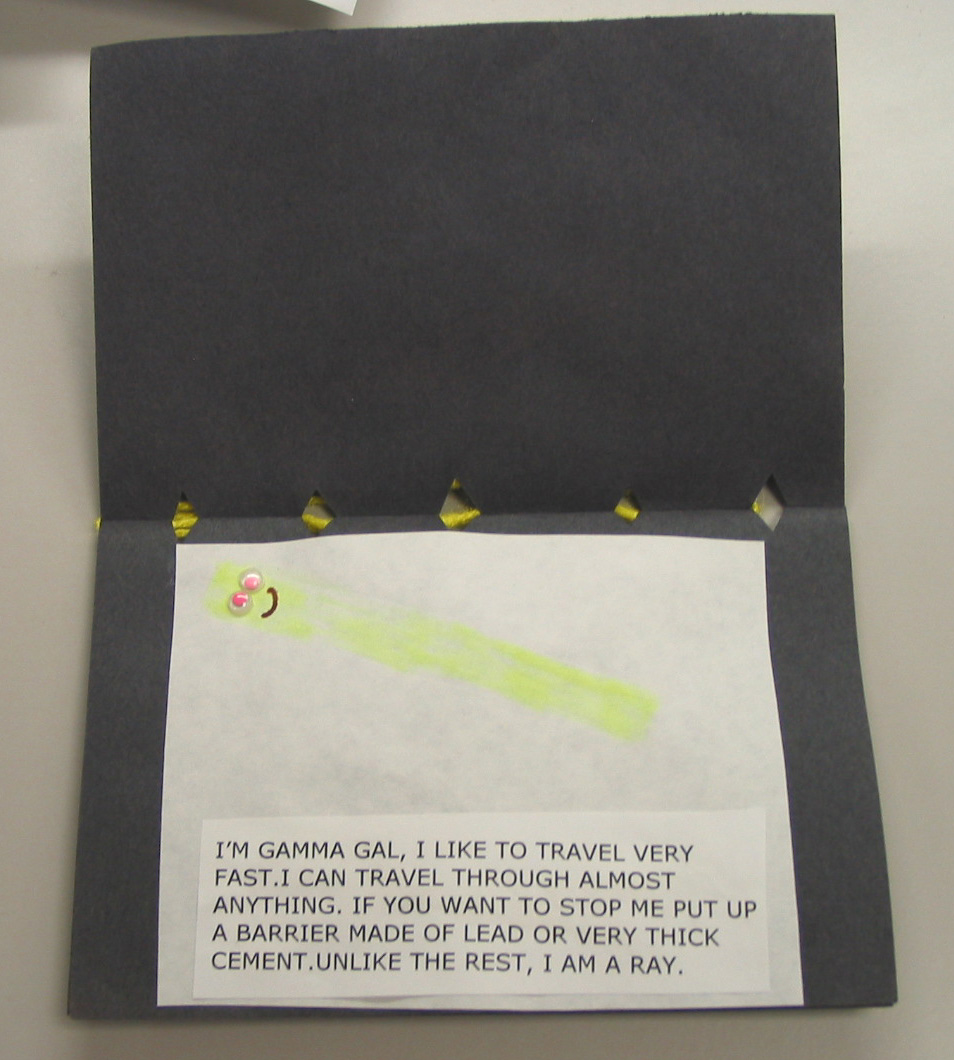 I'M GAMMA GAL, I LIKE TO TRAVEL VERY
FAST.I CAN TRAVEL THROUGH ALMOST
ANYTHING. IF YOU WANT TO STOP ME PUT UP
A BARRIER MADE OF LEAD OR VERY THICK
CEMENT.UNLIKE THE REST, I AM A RAY.